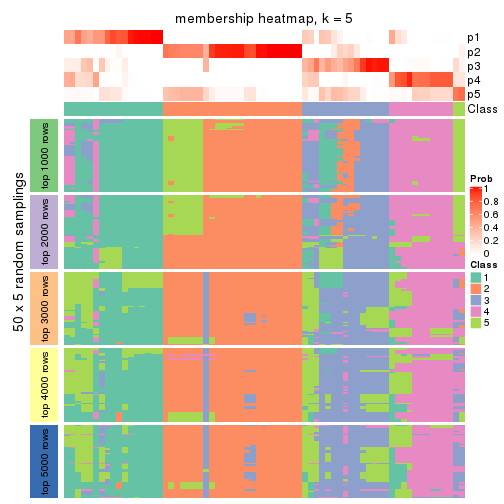 membership heatmap, k = 5
p1
p2
p3
p4
p5
Class
50 x 5 random samplings
top 1000 rows
top 2000 rows
top 3000 rows
top 4000 rows
top 5000 rows
Prob
1
0.8
0.6
0.4
0.2
0
Class
1
2
3
4
5